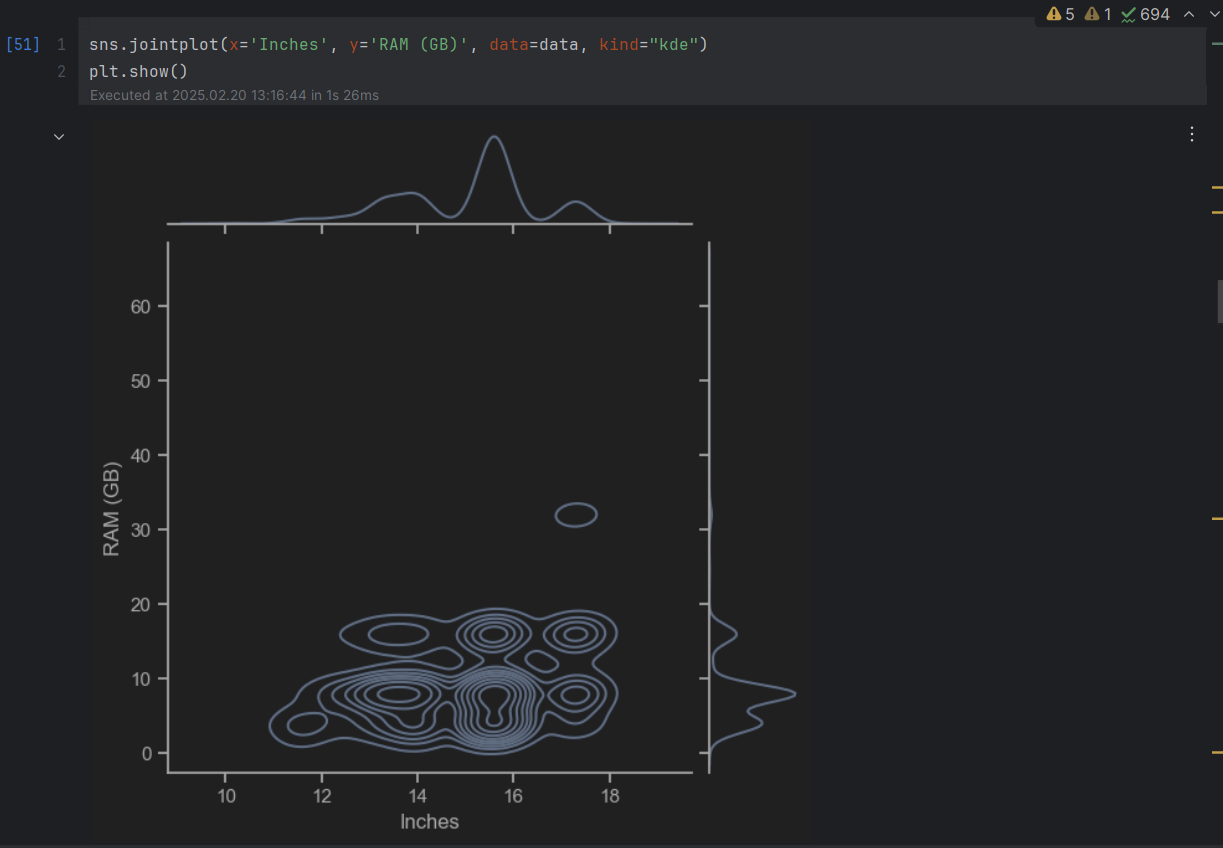 5 1 694
[51] 1 sns.jointplot(x='Inches', y='RAM (GB)', data=data, kind="kde")
2 plt.show()
Executed at 2025.02.20 13:16:44 in 1s 26ms
60
50
40
RAM (GB)
30
20
10
0
10 12 14 16 18
Inches